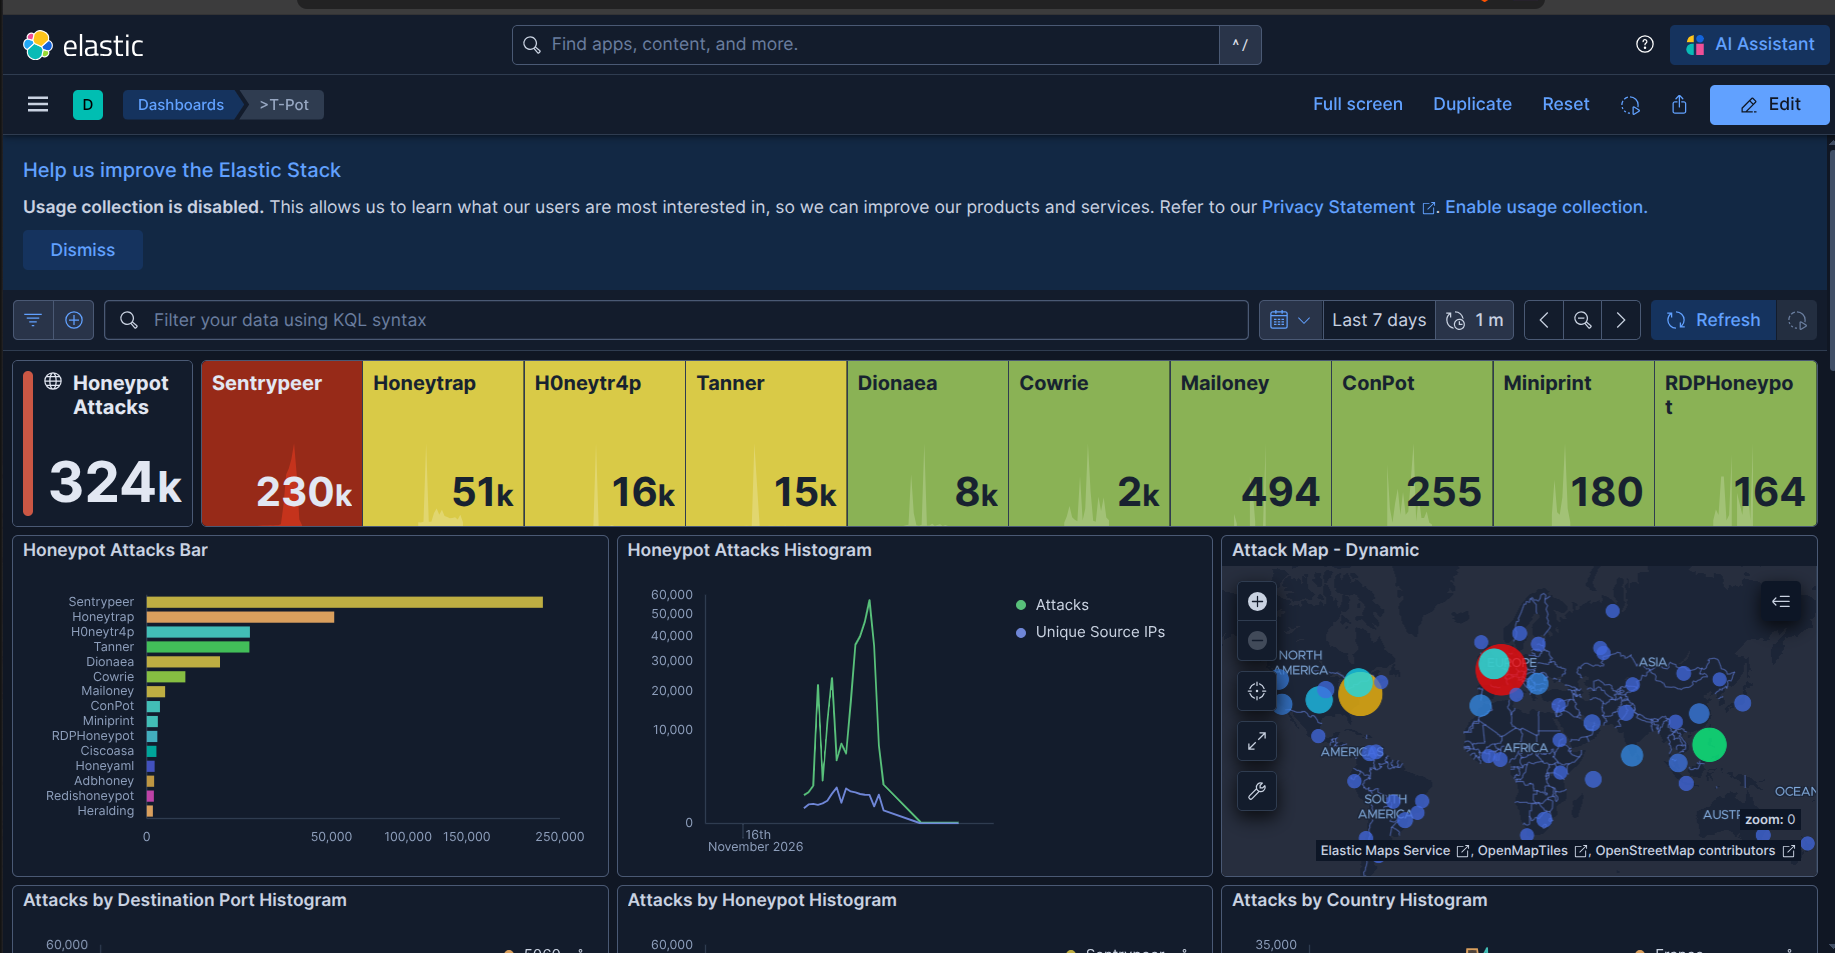 elastic
Find apps, content, and more.
^ /
AI Assistant
D
Dashboards
>T-Pot
Full screen
Duplicate
Reset
Edit
Help us improve the Elastic Stack
Usage collection is disabled. This allows us to learn what our users are most interested in, so we can improve our products and services. Refer to our Privacy Statement. Enable usage collection.
Dismiss
Filter your data using KQL syntax
Last 7 days
1 m
Refresh
Honeypot
Attacks
324k
Sentrypeer
230k
Honeytrap
51k
H0neytr4p
16k
Tanner
15k
Dionaea
8k
Cowrie
2k
Mailoney
494
ConPot
255
Miniprint
180
RDPHoneypo
t
164
Honeypot Attacks Bar
Sentrypeer
Honeytrap
H0neytr4p
Tanner
Dionaea
Cowrie
Mailoney
ConPot
Miniprint
RDPHoneypot
Ciscoasa
Honeyaml
Adbhoney
Redishoneypot
Heralding
0
50,000
100,000
150,000
250,000
Honeypot Attacks Histogram
60,000
50,000
40,000
30,000
20,000
10,000
0
16th
November 2026
Attacks
Unique Source IPs
Attack Map - Dynamic
NORTH
AMERICA
EUROPE
ASIA
AMERICAS
AFRICA
SOUTH
AMERICA
OCEAN
AUSTR
zoom: 0
Elastic Maps Service, OpenMapTiles, OpenStreetMap contributors
Attacks by Destination Port Histogram
60,000
5060
Attacks by Honeypot Histogram
60,000
Sentrypeer
Attacks by Country Histogram
35,000
France